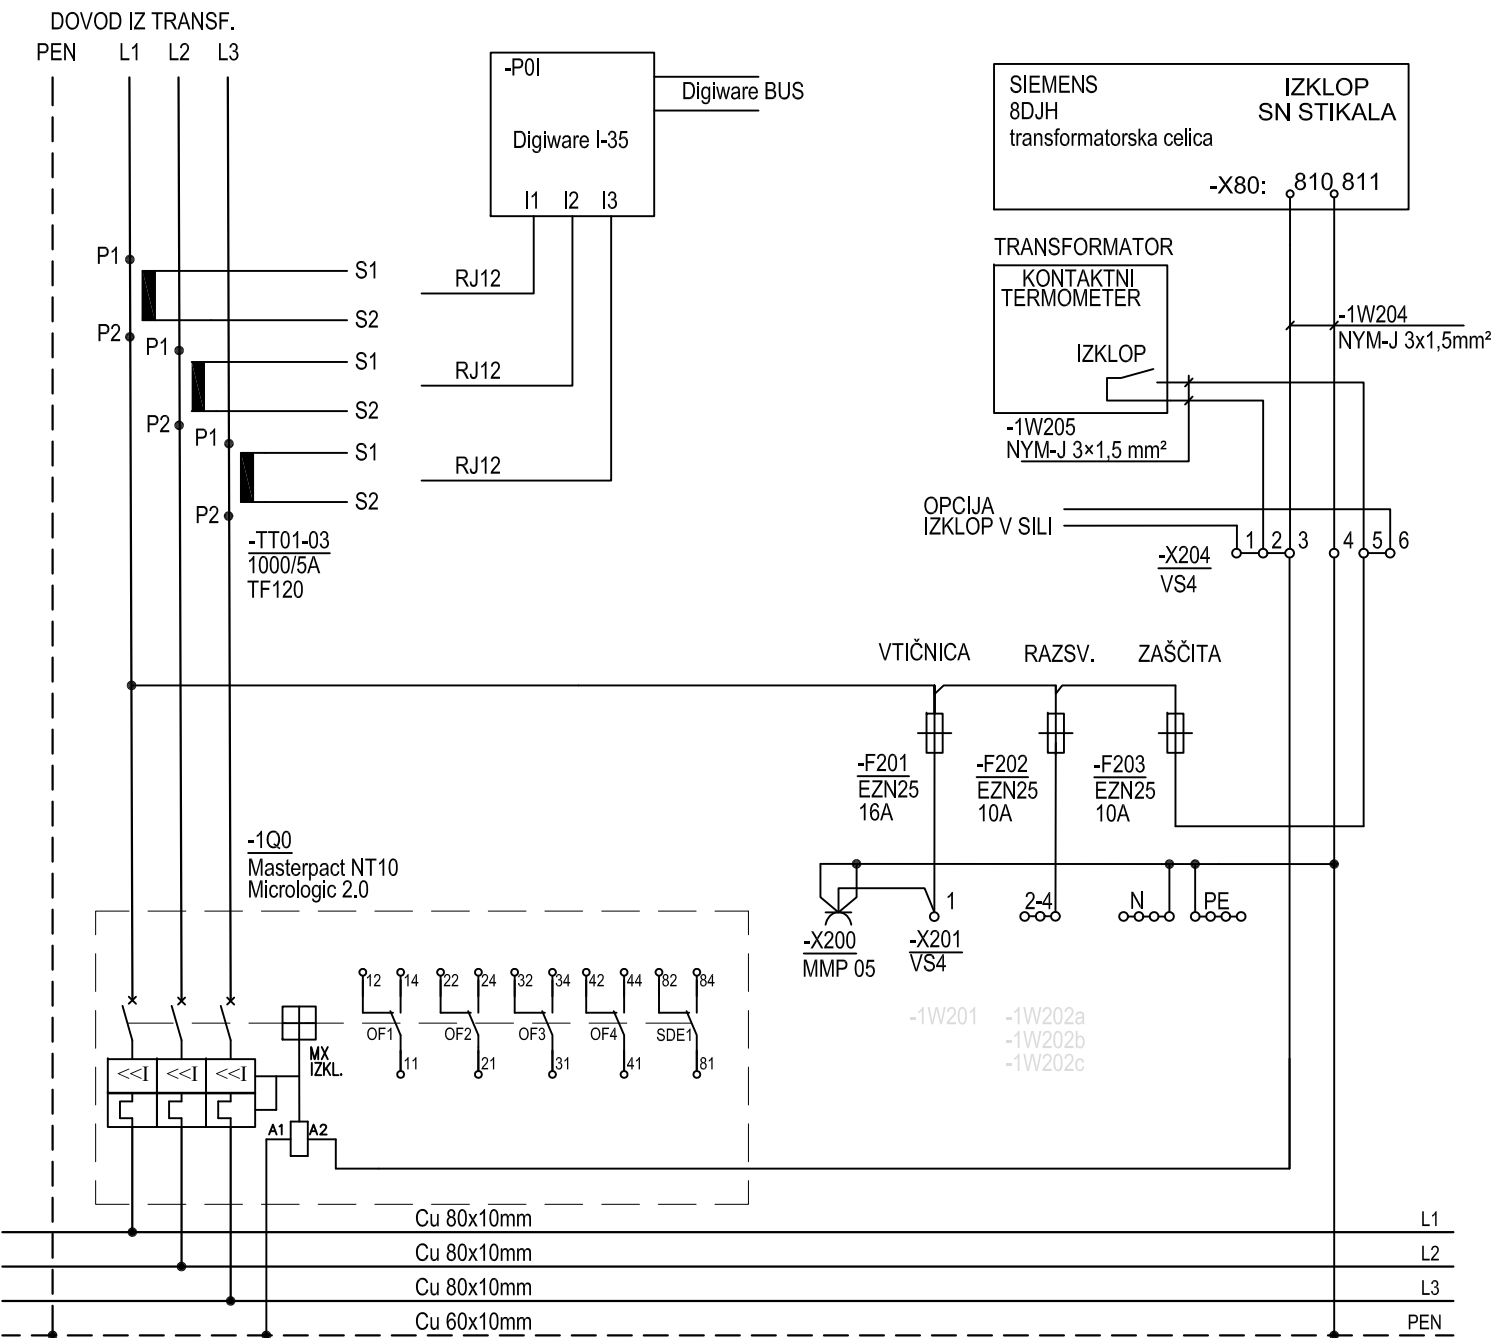 DOVOD IZ TRANSF.
PEN L1 L2 L3
-P0I
Digiware I-35
I1 I2 I3
Digiware BUS
SIEMENS
8DJH
transformatorska celica
IZKLOP
SN STIKALA
-X80: 810 811
P1
P2
S1
S2
RJ12
P1
P2
S1
S2
RJ12
P1
P2
S1
S2
RJ12
-TT01-03
1000/5A
TF120
TRANSFORMATOR
KONTAKTNI
TERMOMETER
IZKLOP
-1W204
NYM-J 3x1,5mm²
-1W205
NYM-J 3×1,5 mm²
OPCIJA
IZKLOP V SILI
-X204
VS4
1 2 3 4 5 6
VTIČNICA RAZSV. ZAŠČITA
-F201
EZN25
16A
-F202
EZN25
10A
-F203
EZN25
10A
-1Q0
Masterpact NT10
Micrologic 2.0
-X200
MMP 05
1
-X201
VS4
2-4
N
PE
-1W201
-1W202a
-1W202b
-1W202c
12 14
OF1
11
22 24
OF2
21
32 34
OF3
31
42 44
OF4
41
82 84
SDE1
81
MX
IZKL.
<<I <<I <<I
A1 A2
Cu 80x10mm L1
Cu 80x10mm L2
Cu 80x10mm L3
Cu 60x10mm PEN